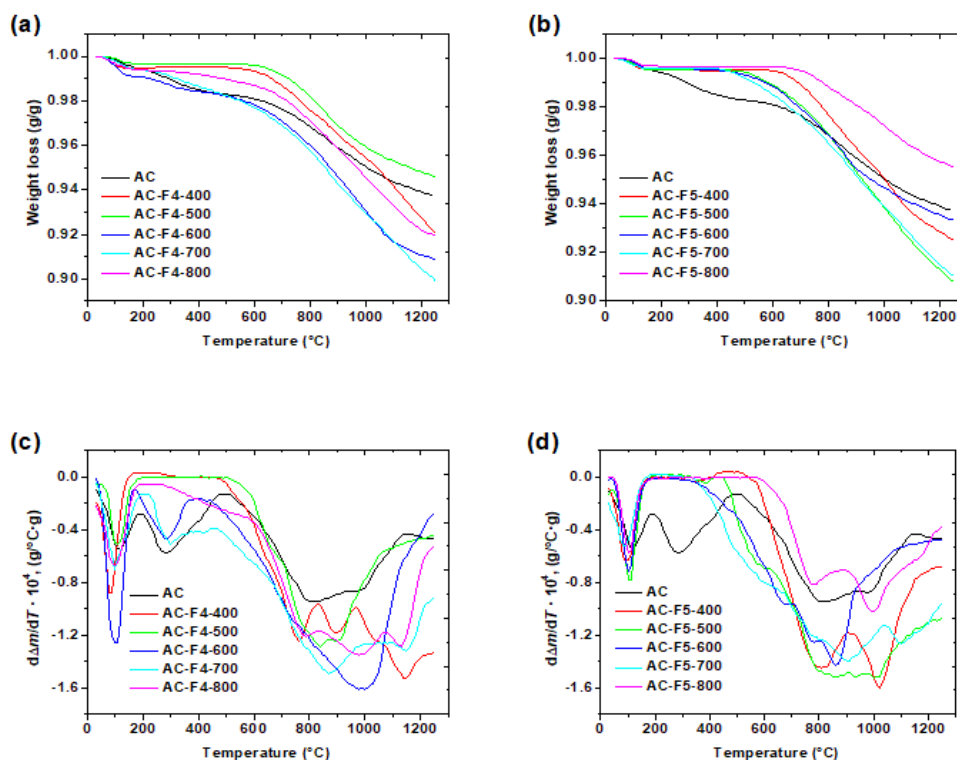 (a)
Weight loss (g/g)
1.00
0.98
0.96
0.94
0.92
0.90
AC
AC-F4-400
AC-F4-500
AC-F4-600
AC-F4-700
AC-F4-800
0 200 400 600 800 1000 1200
Temperature (°C)
(b)
Weight loss (g/g)
1.00
0.98
0.96
0.94
0.92
0.90
AC
AC-F5-400
AC-F5-500
AC-F5-600
AC-F5-700
AC-F5-800
0 200 400 600 800 1000 1200
Temperature (°C)
(c)
dΔm/dT · 10⁴, (g/°C·g)
0.0
-0.4
-0.8
-1.2
-1.6
AC
AC-F4-400
AC-F4-500
AC-F4-600
AC-F4-700
AC-F4-800
0 200 400 600 800 1000 1200
Temperature (°C)
(d)
dΔm/dT · 10⁴, (g/°C·g)
0.0
-0.4
-0.8
-1.2
-1.6
AC
AC-F5-400
AC-F5-500
AC-F5-600
AC-F5-700
AC-F5-800
0 200 400 600 800 1000 1200
Temperature (°C)